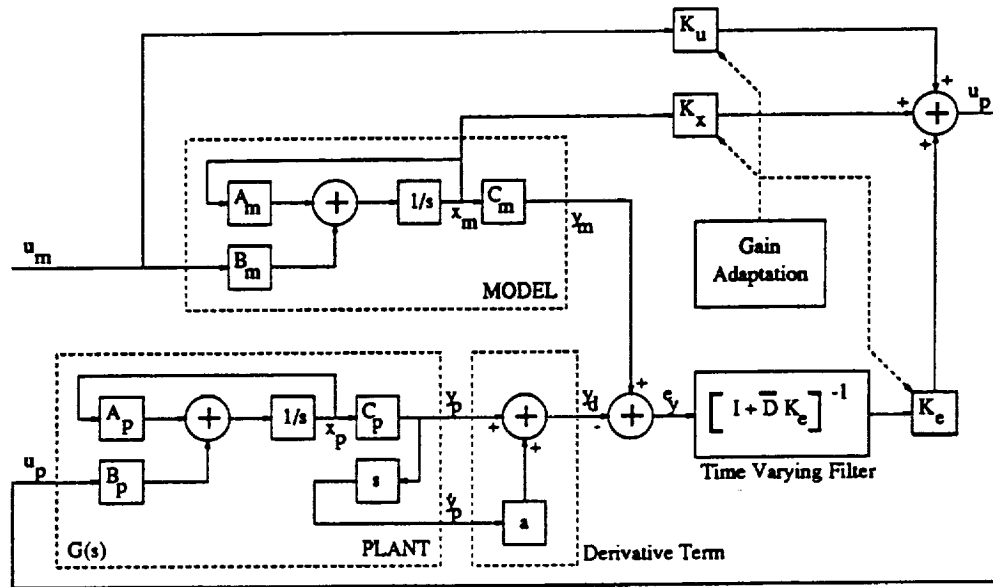 K_u
+
u_p
K_x
+
+
+
A_m
+
1/s
x_m
C_m
y_m
u_m
B_m
MODEL
Gain
Adaptation
A_p
+
1/s
x_p
C_p
y_p
+
+
y_d
-
+
+
e_y
[ I + D̅ K_e ]^-1
K_e
Time Varying Filter
u_p
B_p
s
+
ẏ_p
a
G(s)
PLANT
Derivative Term